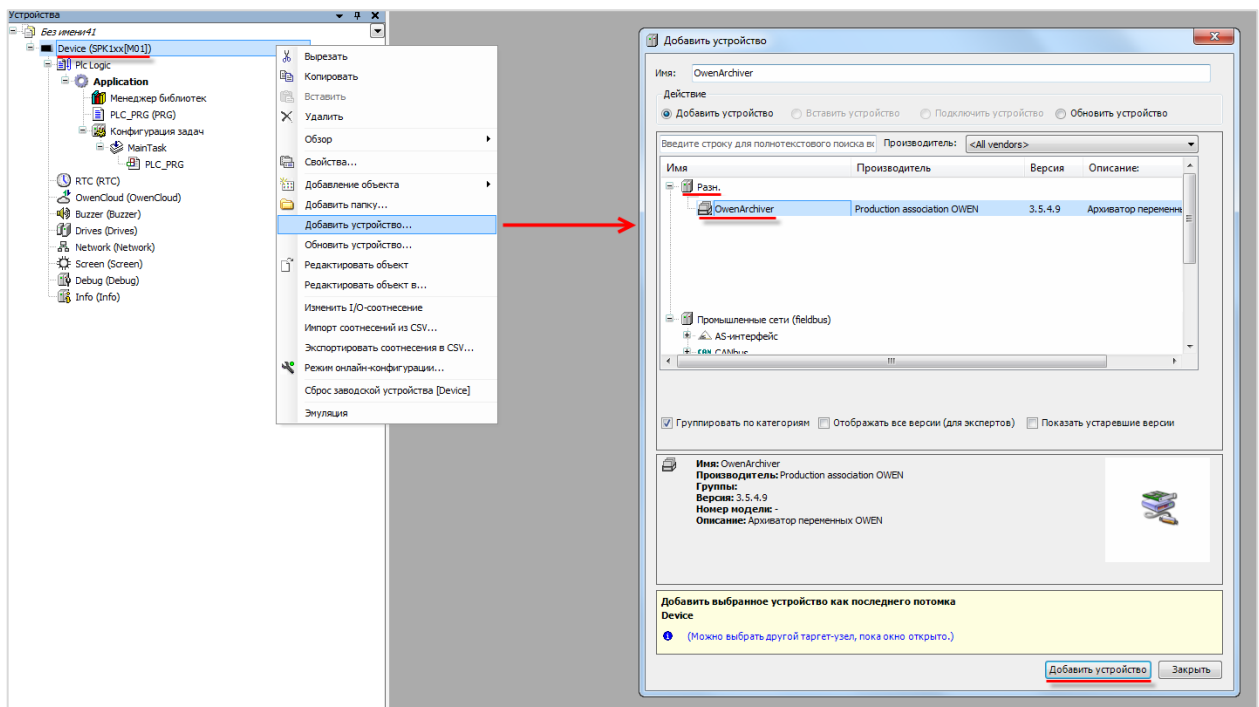 Устройства
Без имени41
Device (SPK1xx[M01])
Plc Logic
Application
Менеджер библиотек
PLC_PRG (PRG)
Конфигурация задач
MainTask
PLC_PRG
RTC (RTC)
OwenCloud (OwenCloud)
Buzzer (Buzzer)
Drives (Drives)
Network (Network)
Screen (Screen)
Debug (Debug)
Info (Info)
Вырезать
Копировать
Вставить
Удалить
Обзор
Свойства...
Добавление объекта
Добавить папку...
Добавить устройство...
Обновить устройство...
Редактировать объект
Редактировать объект в...
Изменить I/O-соотнесение
Импорт соотнесений из CSV...
Экспортировать соотнесения в CSV...
Режим онлайн-конфигурации...
Сброс заводской устройства [Device]
Эмуляция
Добавить устройство
Имя: OwenArchiver
Действие
Добавить устройство Вставить устройство Подключить устройство Обновить устройство
Введите строку для полнотекстового поиска во Производитель: <All vendors>
Имя Производитель Версия Описание:
Разн.
OwenArchiver Production association OWEN 3.5.4.9 Архиватор переменны
Промышленные сети (fieldbus)
AS-интерфейс
CAN CANbus
Группировать по категориям Отображать все версии (для экспертов) Показать устаревшие версии
Имя: OwenArchiver
Производитель: Production association OWEN
Группы:
Версия: 3.5.4.9
Номер модели: -
Описание: Архиватор переменных OWEN
Добавить выбранное устройство как последнего потомка
Device
(Можно выбрать другой таргет-узел, пока окно открыто.)
Добавить устройство Закрыть